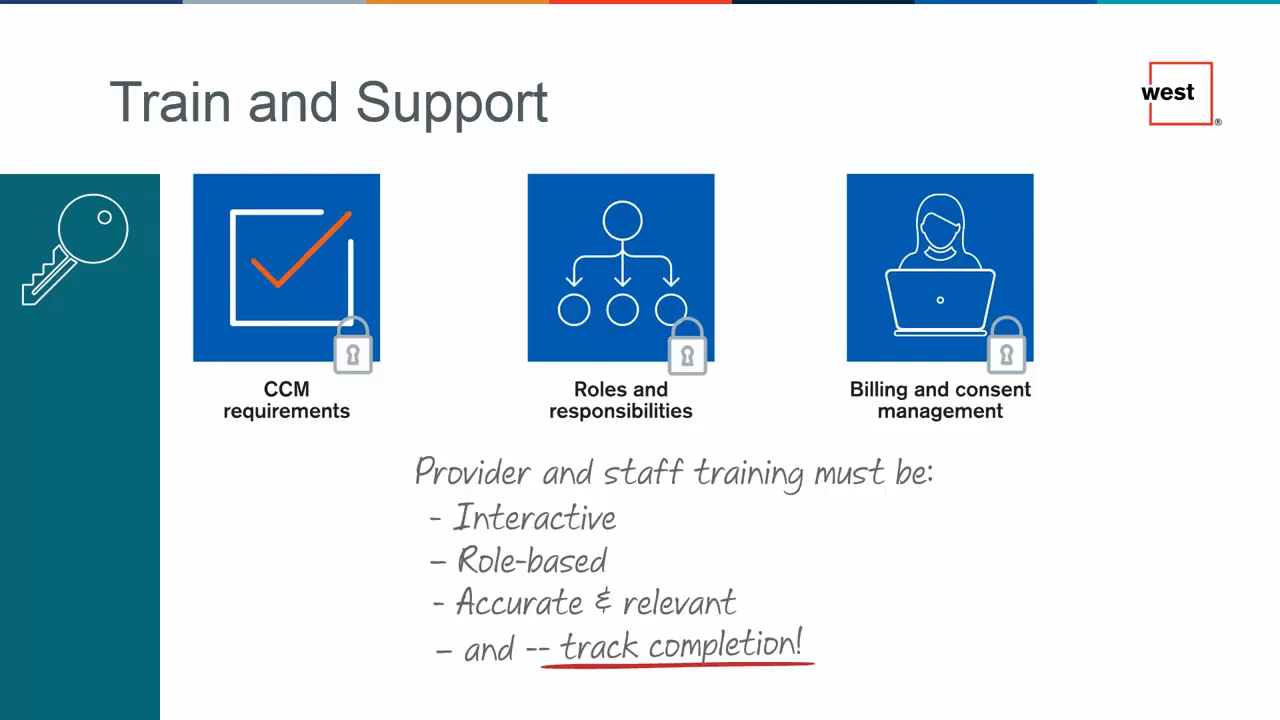 Train and Support
west
®
CCM
requirements
Roles and
responsibilities
Billing and consent
management
Provider and staff training must be:
- Interactive
– Role-based
- Accurate & relevant
– and -- track completion!